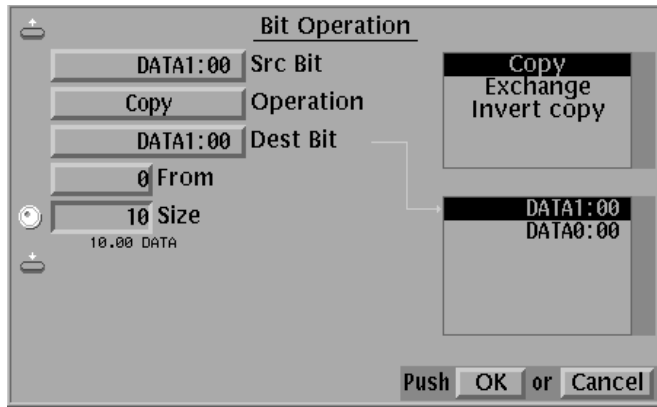 Bit Operation
DATA1:00 Src Bit
Copy Operation
DATA1:00 Dest Bit
0 From
10 Size
10.00 DATA
Copy
Exchange
Invert copy
DATA1:00
DATA0:00
Push OK or Cancel